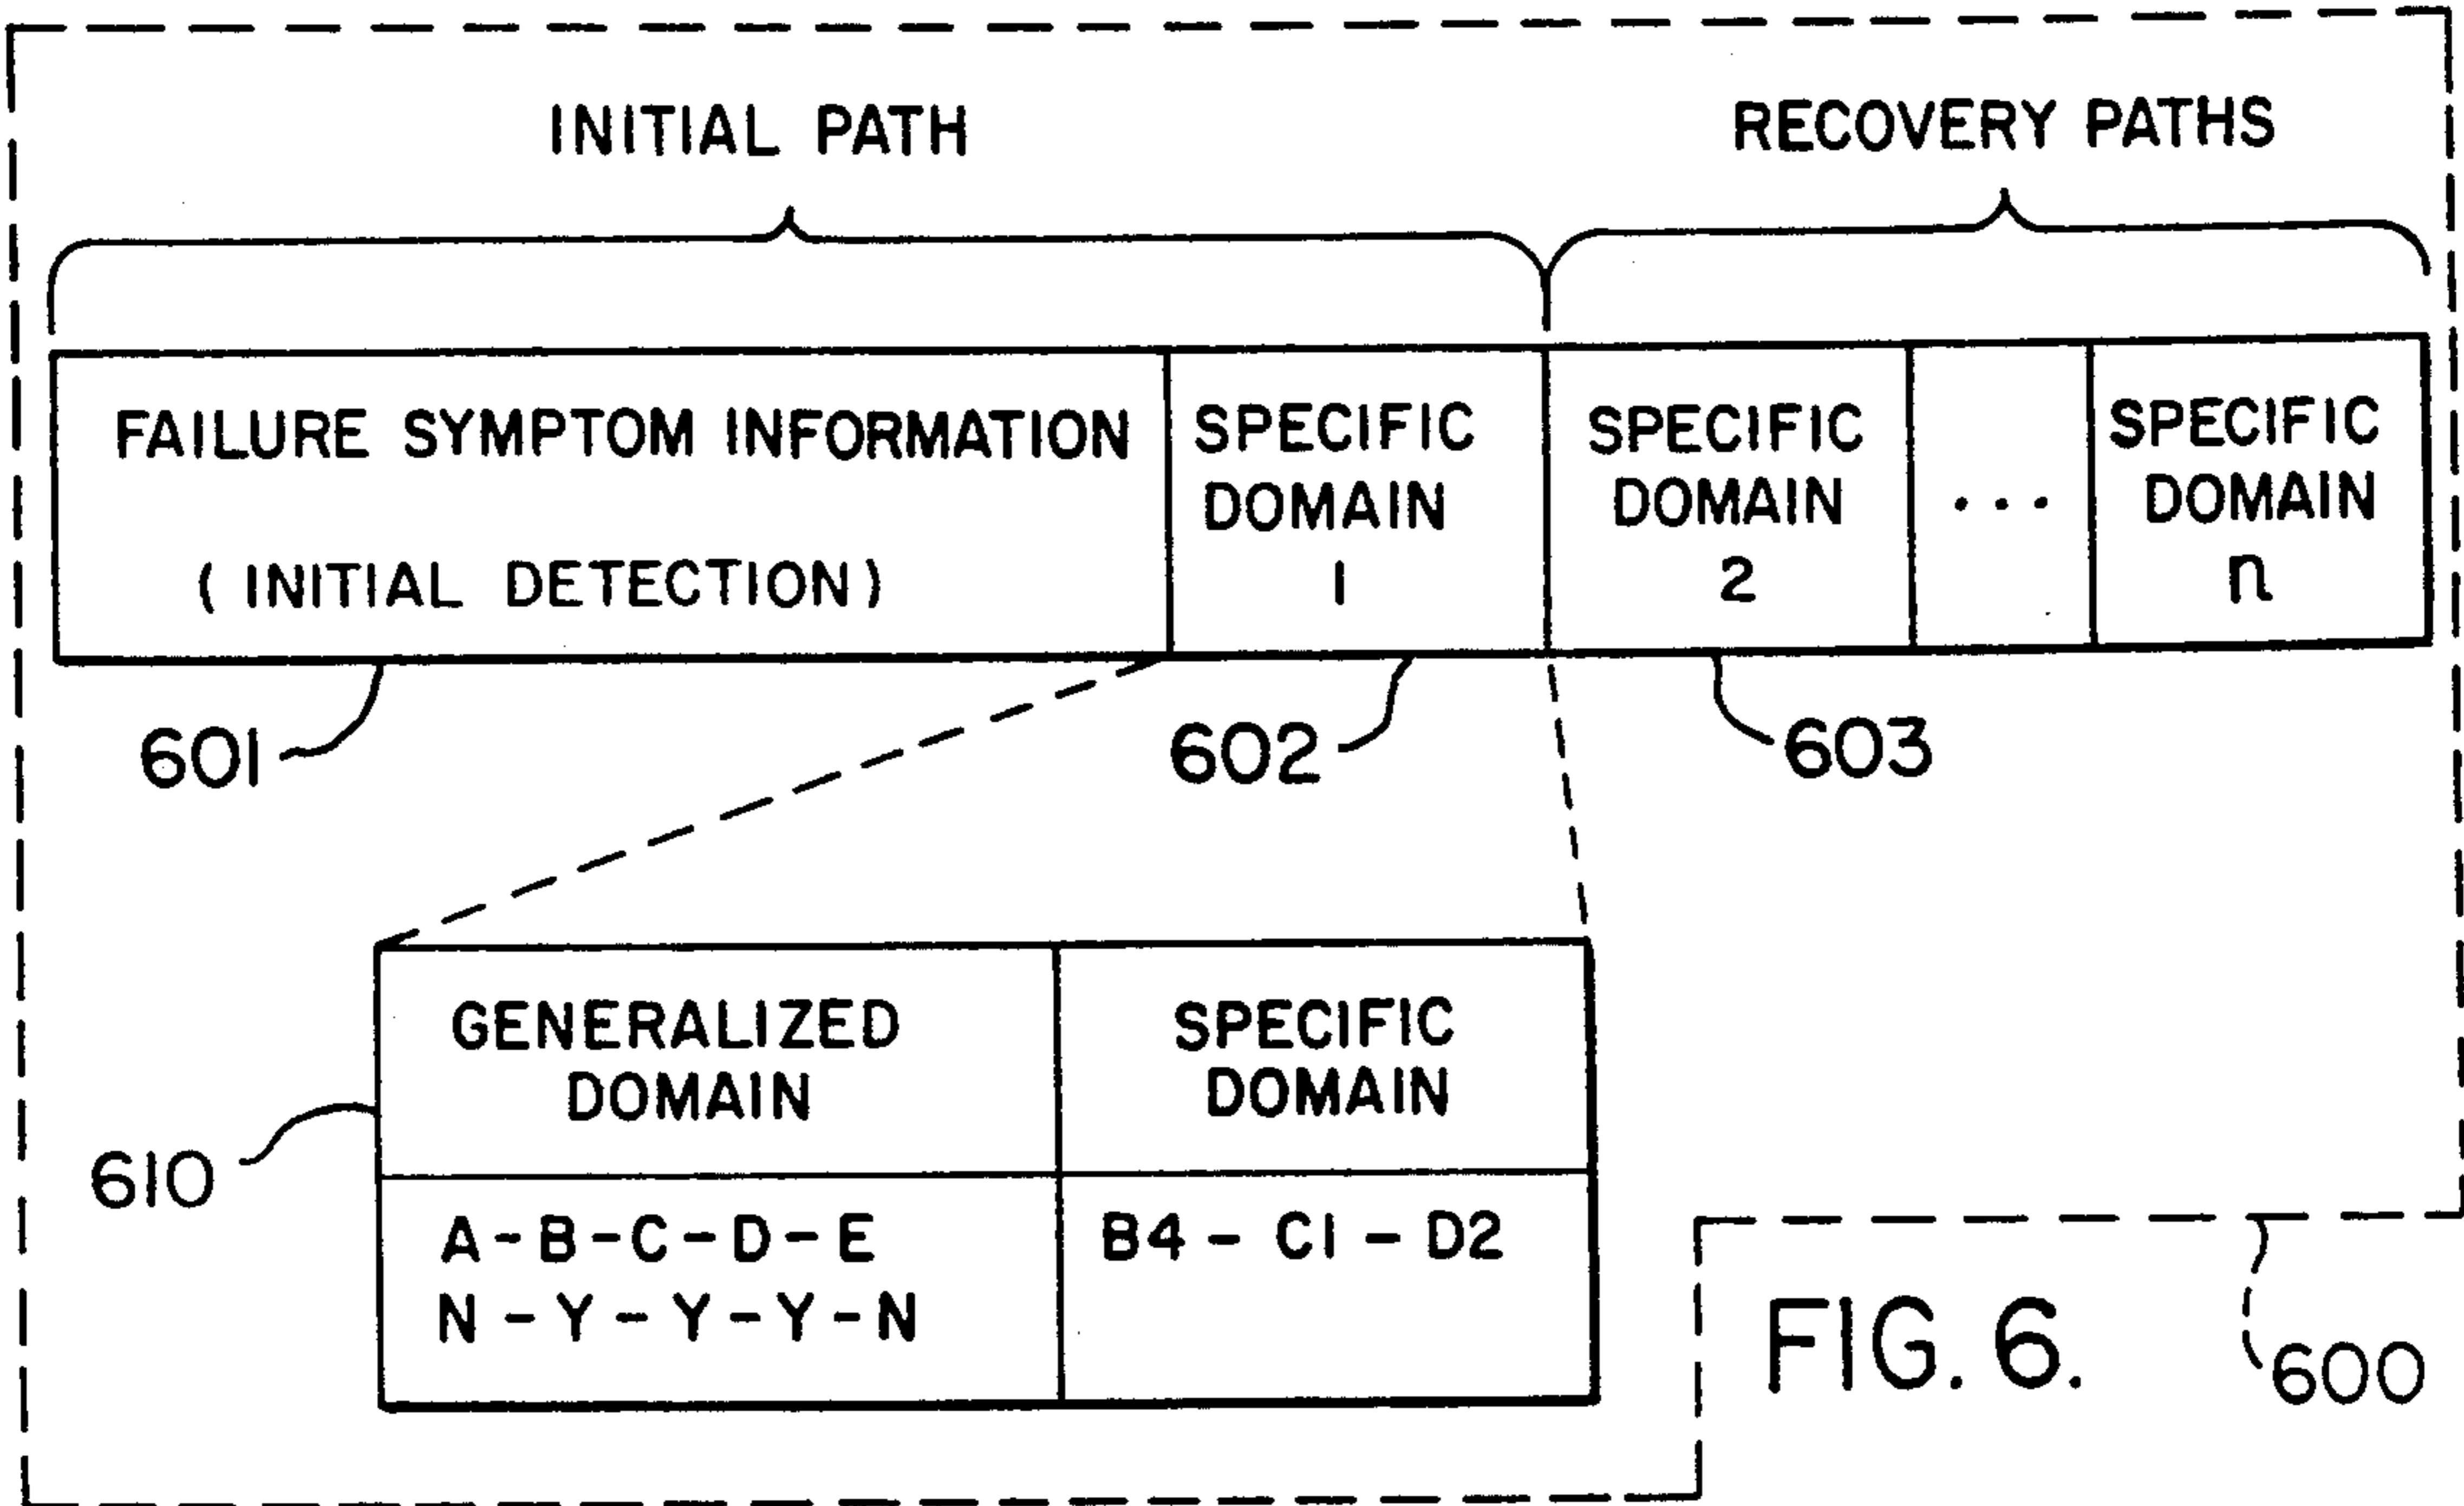 INITIAL PATH
RECOVERY PATHS
FAILURE SYMPTOM INFORMATION
(INITIAL DETECTION)
SPECIFIC
DOMAIN
1
SPECIFIC
DOMAIN
2
...
SPECIFIC
DOMAIN
n
601
602
603
GENERALIZED
DOMAIN
SPECIFIC
DOMAIN
610
A-B-C-D-E
N-Y-Y-Y-N
B4-C1-D2
FIG. 6.
600